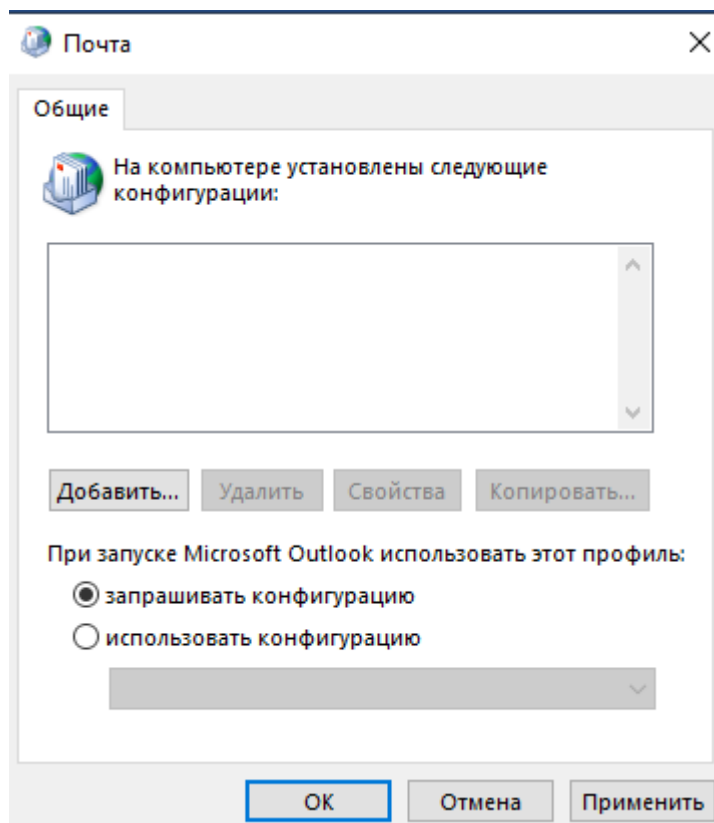 Почта
Общие
На компьютере установлены следующие
конфигурации:
Добавить... Удалить Свойства Копировать...
При запуске Microsoft Outlook использовать этот профиль:
запрашивать конфигурацию
использовать конфигурацию
ОК Отмена Применить